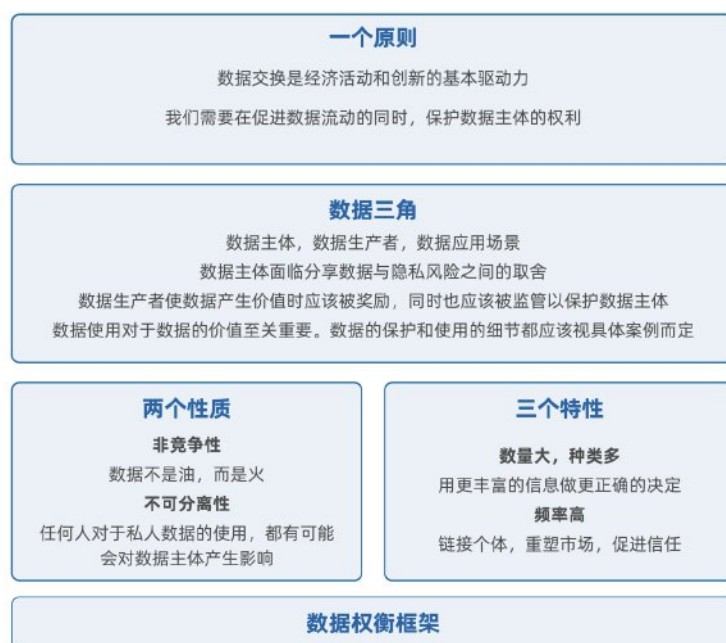 一个原则
数据交换是经济活动和创新的基本驱动力
我们需要在促进数据流动的同时，保护数据主体的权利
数据三角
数据主体，数据生产者，数据应用场景
数据主体面临分享数据与隐私风险之间的取舍
数据生产者使数据产生价值时应该被奖励，同时也应该被监管以保护数据主体
数据使用对于数据的价值至关重要。数据的保护和使用的细节都应该视具体案例而定
两个性质
非竞争性
数据不是油，而是火
不可分离性
任何人对于私人数据的使用，都有可能
会对数据主体产生影响
三个特性
数量大，种类多
用更丰富的信息做更正确的决定
频率高
链接个体，重塑市场，促进信任
数据权衡框架